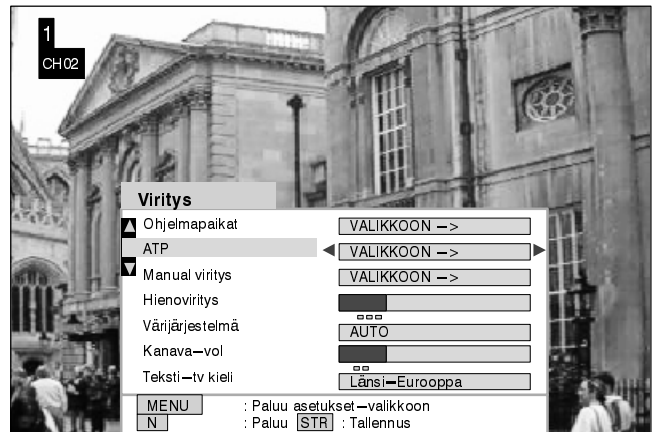 1
CH02
Viritys
Ohjelmapaikat VALIKKOON —>
ATP VALIKKOON —>
Manual viritys VALIKKOON —>
Hienoviritys
Värijärjestelmä AUTO
Kanava—vol
Teksti—tv kieli Länsi—Eurooppa
MENU : Paluu asetukset—valikkoon
N : Paluu STR : Tallennus